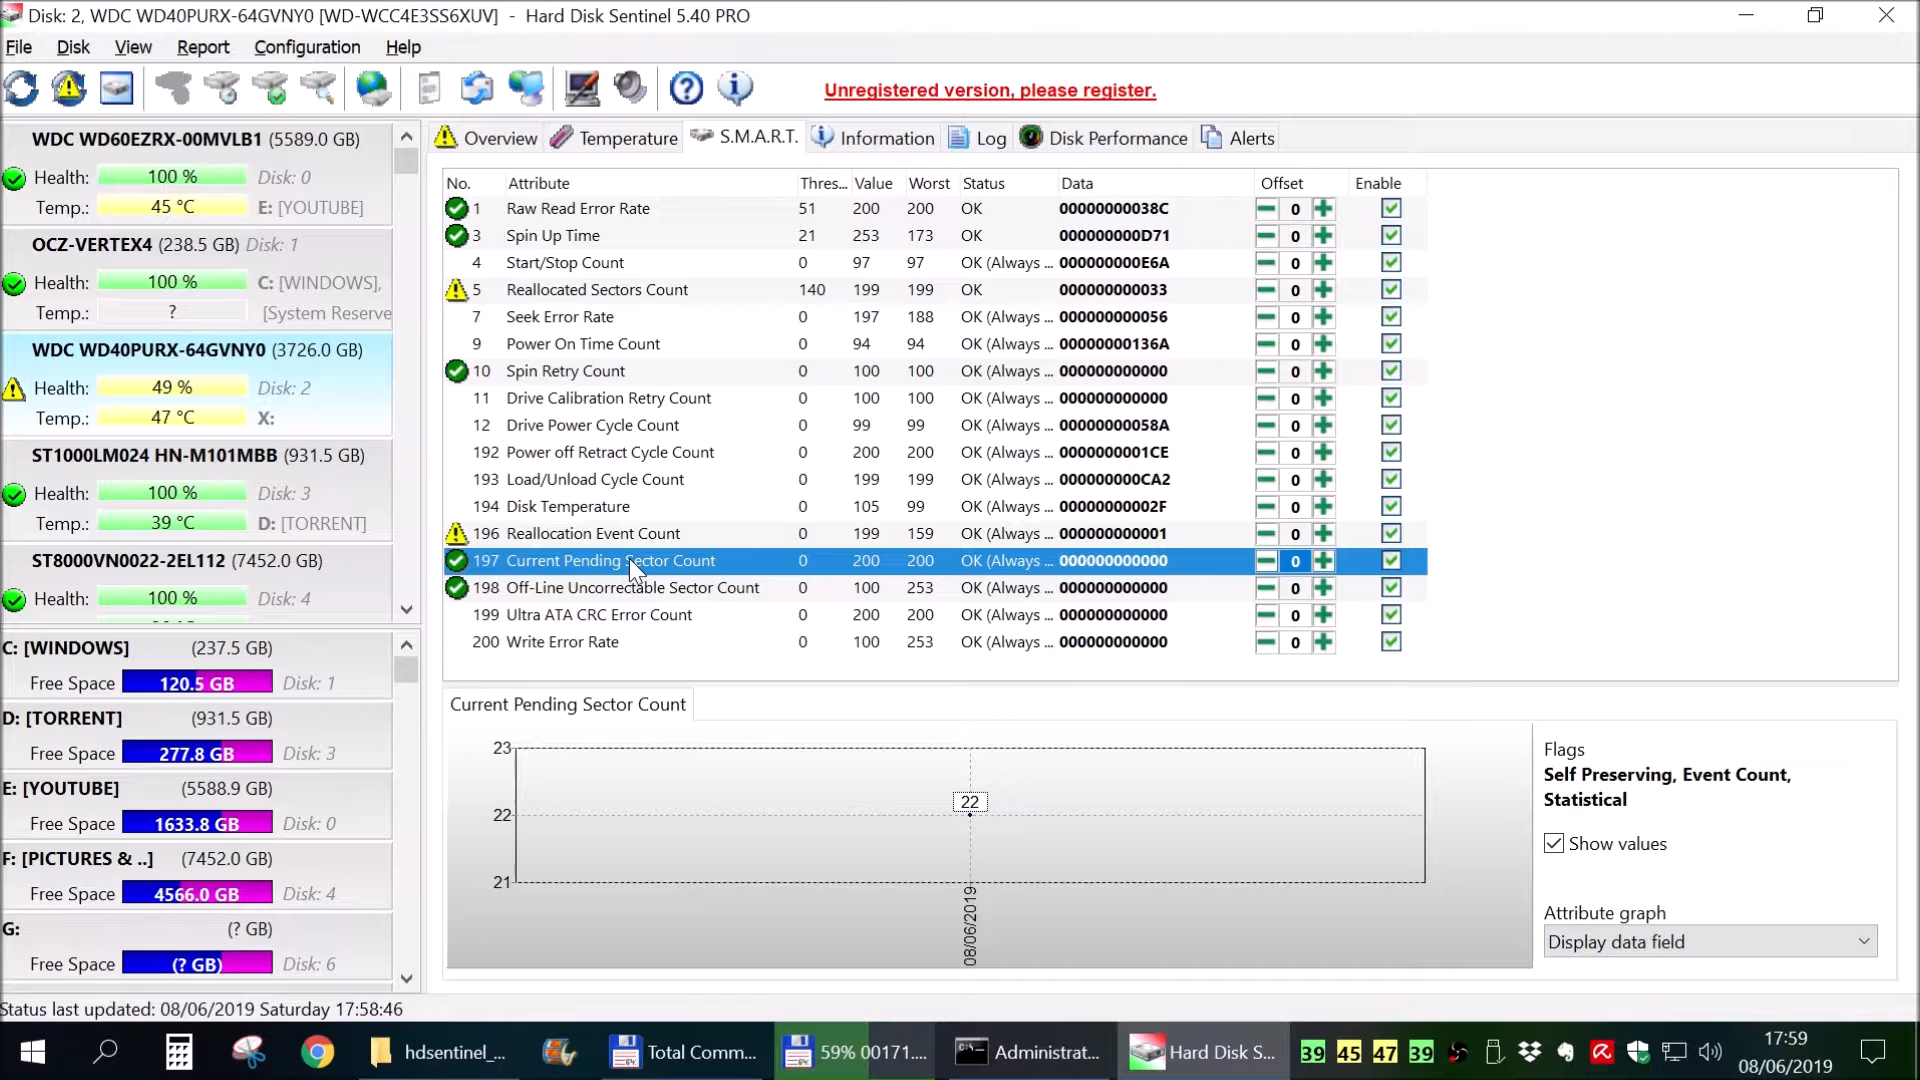 Disk: 2, WDC WD40PURX-64GVNY0 [WD-WCC4E3SS6XUV] - Hard Disk Sentinel 5.40 PRO
File Disk View Report Configuration Help
Unregistered version, please register.
WDC WD60EZRX-00MVLB1 (5589.0 GB)
Health: 100 % Disk: 0
Temp.: 45 °C E: [YOUTUBE]
OCZ-VERTEX4 (238.5 GB) Disk: 1
Health: 100 % C: [WINDOWS],
Temp.: ? [System Reserve
WDC WD40PURX-64GVNY0 (3726.0 GB)
Health: 49 % Disk: 2
Temp.: 47 °C X:
ST1000LM024 HN-M101MBB (931.5 GB)
Health: 100 % Disk: 3
Temp.: 39 °C D: [TORRENT]
ST8000VN0022-2EL112 (7452.0 GB)
Health: 100 % Disk: 4
C: [WINDOWS] (237.5 GB)
Free Space 120.5 GB Disk: 1
D: [TORRENT] (931.5 GB)
Free Space 277.8 GB Disk: 3
E: [YOUTUBE] (5588.9 GB)
Free Space 1633.8 GB Disk: 0
F: [PICTURES & ..] (7452.0 GB)
Free Space 4566.0 GB Disk: 4
G: (? GB)
Free Space (? GB) Disk: 6
Overview Temperature S.M.A.R.T. Information Log Disk Performance Alerts
No. Attribute Thres... Value Worst Status Data Offset Enable
1 Raw Read Error Rate 51 200 200 OK 00000000038C 0
3 Spin Up Time 21 253 173 OK 000000000D71 0
4 Start/Stop Count 0 97 97 OK (Always ... 000000000E6A 0
5 Reallocated Sectors Count 140 199 199 OK 000000000033 0
7 Seek Error Rate 0 197 188 OK (Always ... 000000000056 0
9 Power On Time Count 0 94 94 OK (Always ... 00000000136A 0
10 Spin Retry Count 0 100 100 OK (Always ... 000000000000 0
11 Drive Calibration Retry Count 0 100 100 OK (Always ... 000000000000 0
12 Drive Power Cycle Count 0 99 99 OK (Always ... 00000000058A 0
192 Power off Retract Cycle Count 0 200 200 OK (Always ... 0000000001CE 0
193 Load/Unload Cycle Count 0 199 199 OK (Always ... 000000000CA2 0
194 Disk Temperature 0 105 99 OK (Always ... 00000000002F 0
196 Reallocation Event Count 0 199 159 OK (Always ... 000000000001 0
197 Current Pending Sector Count 0 200 200 OK (Always ... 000000000000 0
198 Off-Line Uncorrectable Sector Count 0 100 253 OK (Always ... 000000000000 0
199 Ultra ATA CRC Error Count 0 200 200 OK (Always ... 000000000000 0
200 Write Error Rate 0 100 253 OK (Always ... 000000000000 0
Current Pending Sector Count
23
22
22
21
08/06/2019
Flags
Self Preserving, Event Count,
Statistical
Show values
Attribute graph
Display data field
Status last updated: 08/06/2019 Saturday 17:58:46
hdsentinel_... Total Comm... 59% 00171.... Administrat... Hard Disk S... 39 45 47 39
17:59
08/06/2019